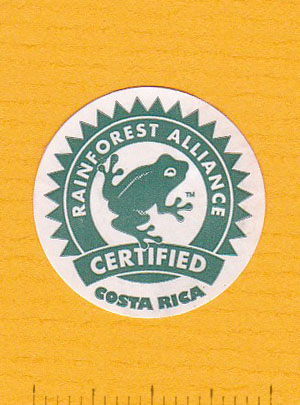 RAINFOREST ALLIANCE
TM
CERTIFIED
COSTA RICA